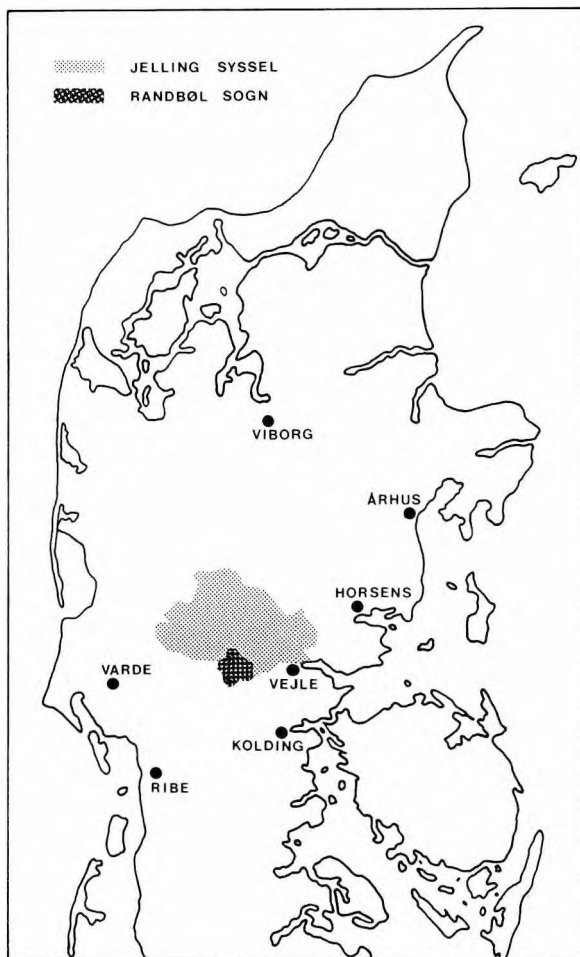 JELLING SYSSEL
RANDBØL SOGN
VIBORG
ÅRHUS
HORSENS
VARDE
VEJLE
KOLDING
RIBE